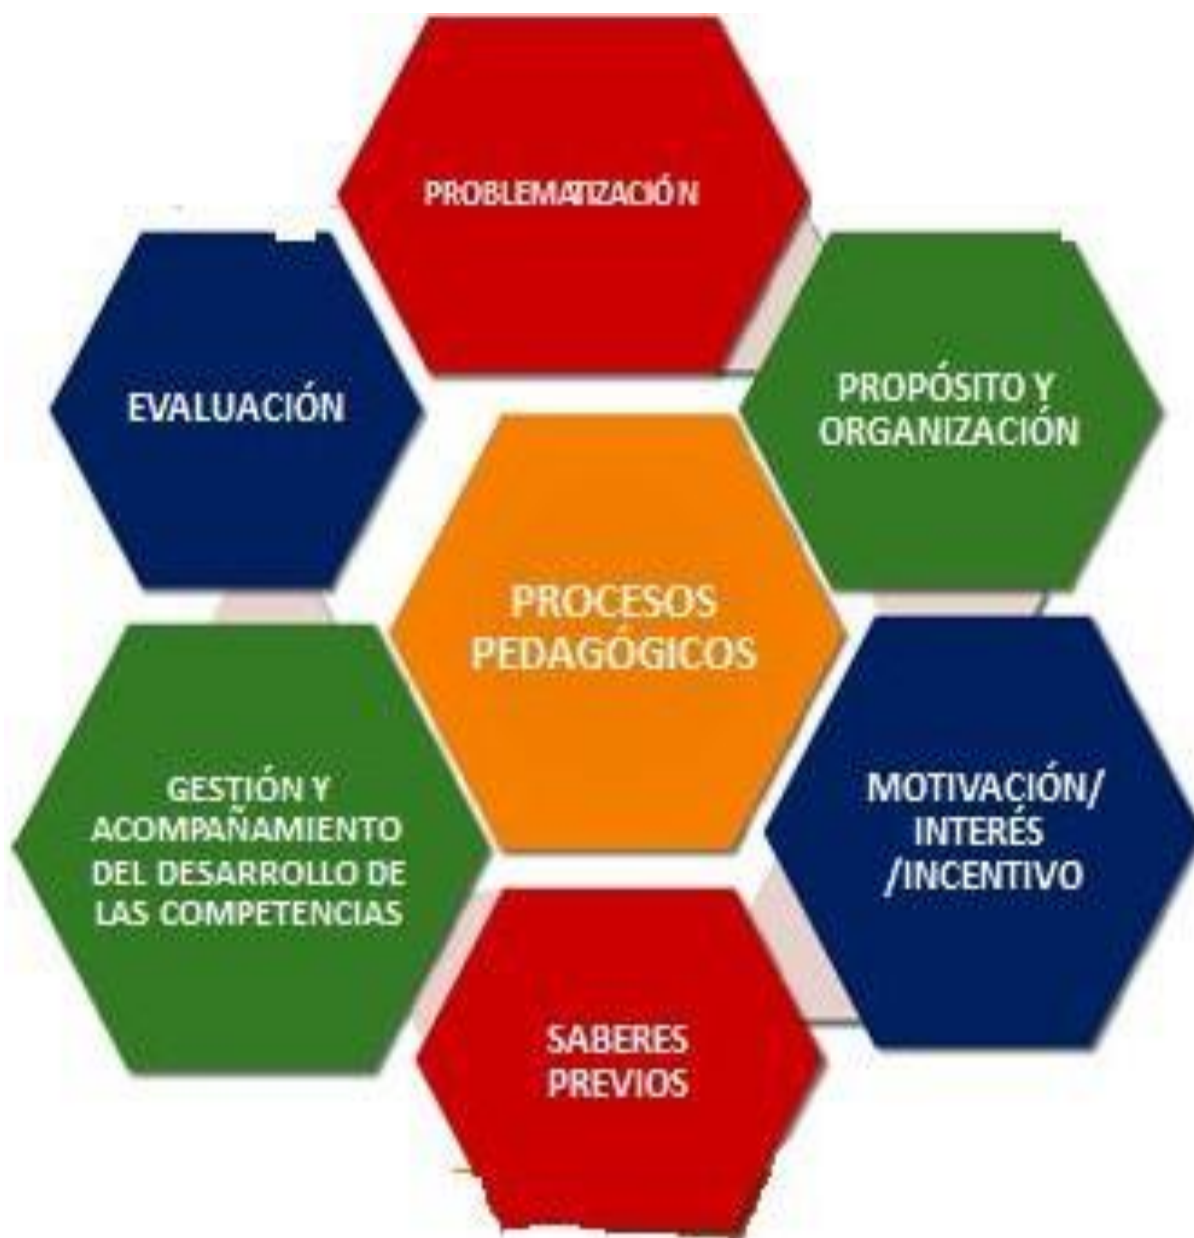 PROBLEMATIZACIÓN
PROPÓSITO Y
ORGANIZACIÓN
EVALUACIÓN
PROCESOS
PEDAGÓGICOS
MOTIVACIÓN/
INTERÉS
/INCENTIVO
GESTIÓN Y
ACOMPAÑAMIENTO
DEL DESARROLLO DE
LAS COMPETENCIAS
SABERES
PREVIOS